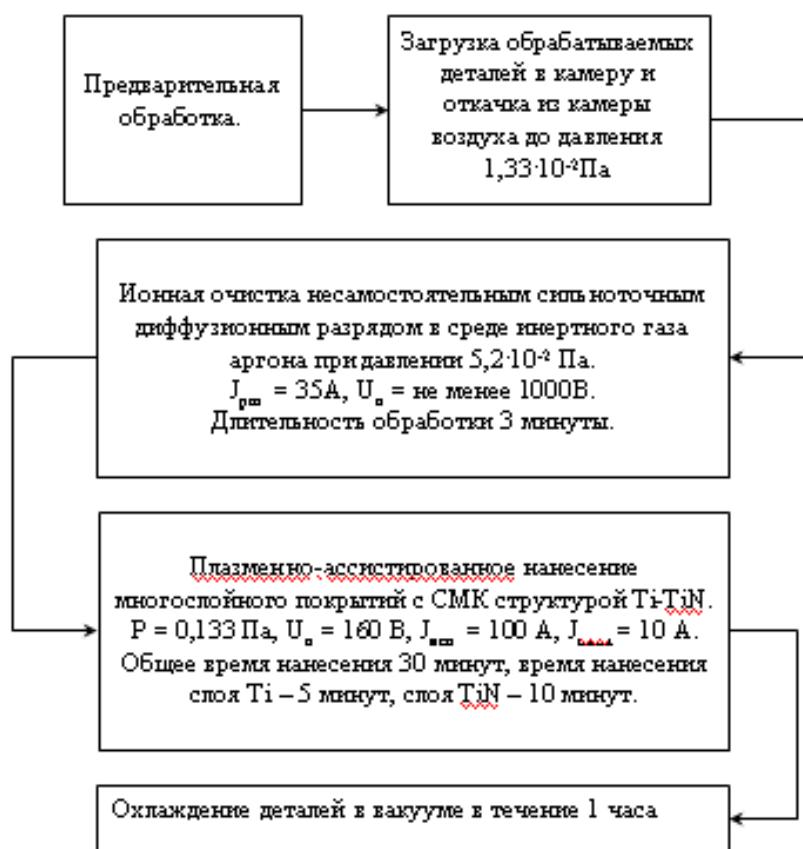 Предварительная
обработка.
Загрузка обрабатываемых
деталей в камеру и
откачка из камеры
воздуха до давления
1,33·10⁻²Па
Ионная очистка несамостоятельным сильноточным
диффузионным разрядом в среде инертного газа
аргона при давлении 5,2·10⁻² Па.
J = 35А, U = не менее 1000В.
Длительность обработки 3 минуты.
Плазменно-ассистированное нанесение
многослойного покрытий с СМК структурой Ti-TiN.
Р = 0,133 Па, U = 160 В, J = 100 А, J = 10 А.
Общее время нанесения 30 минут, время нанесения
слоя Ti – 5 минут, слоя TiN – 10 минут.
Охлаждение деталей в вакууме в течение 1 часа